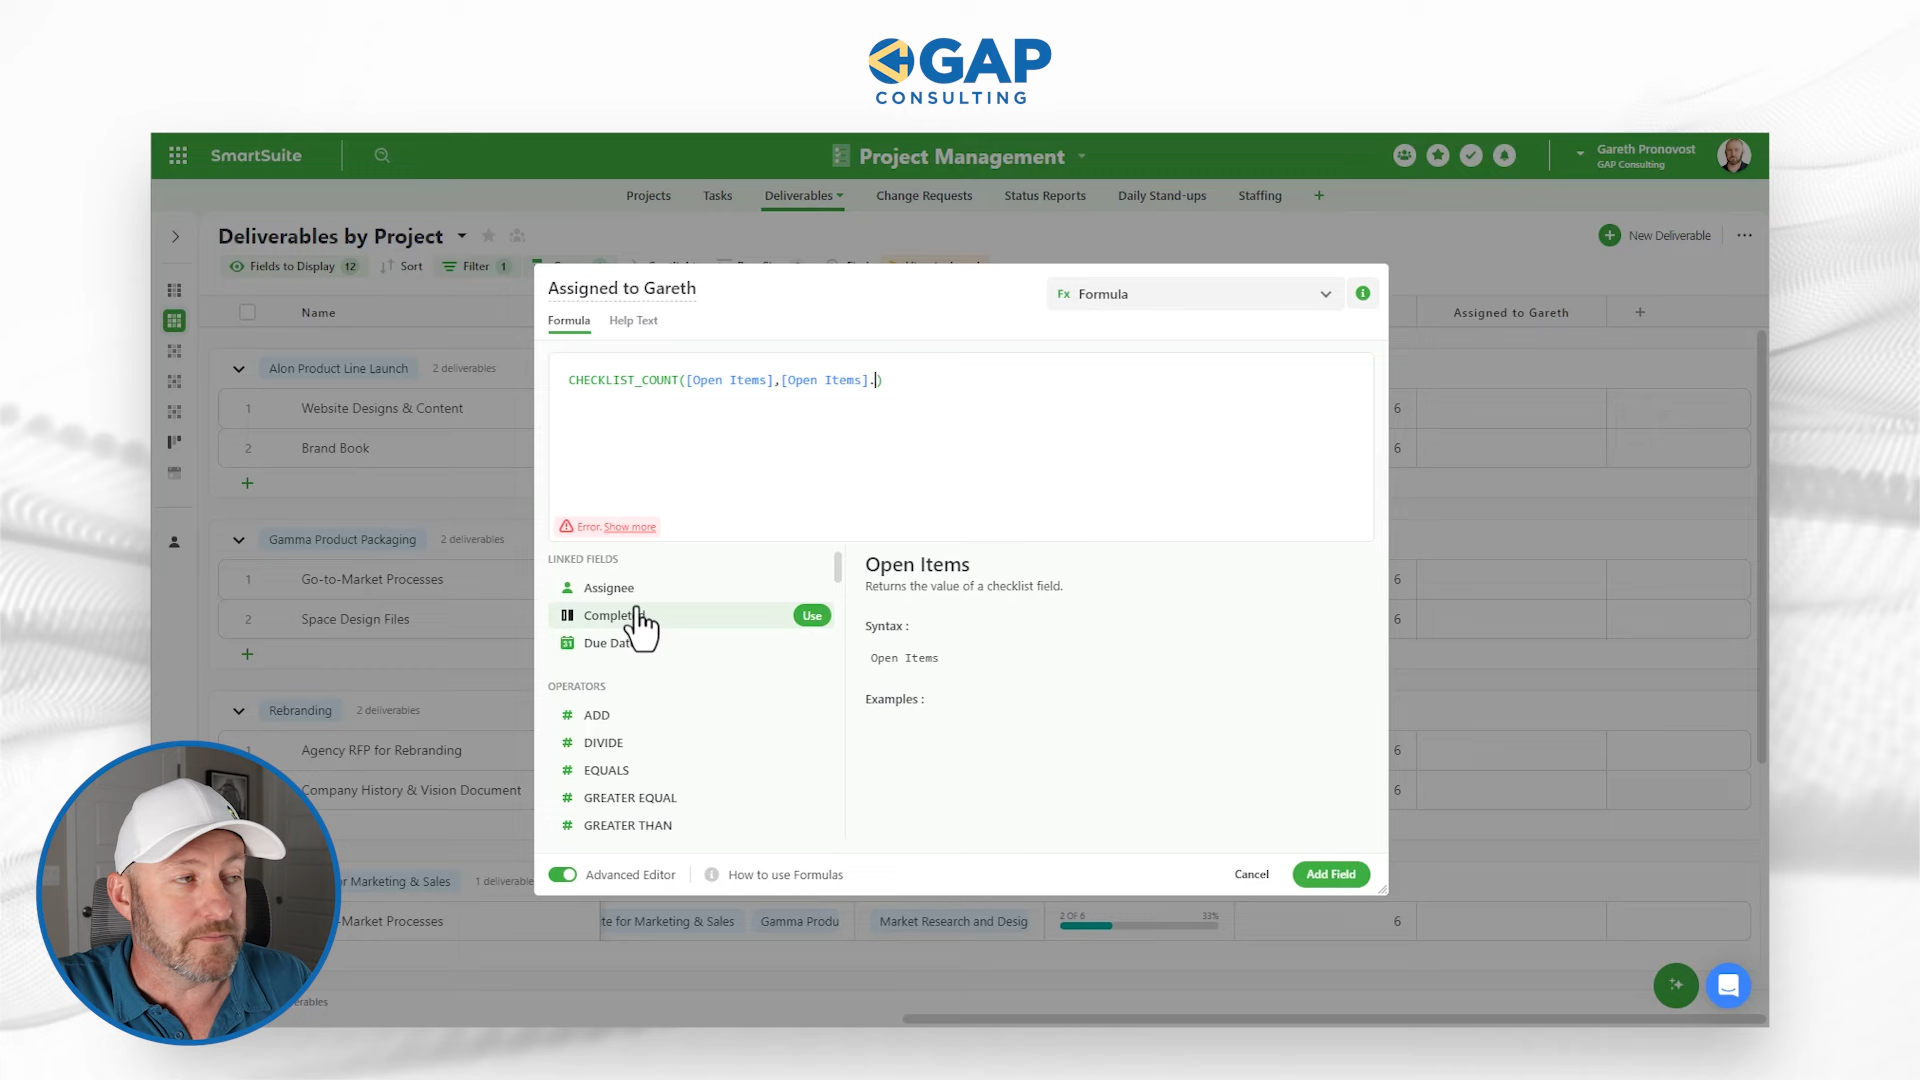 GAP
CONSULTING
SmartSuite
Project Management
Gareth Pronovost
GAP Consulting
Projects
Tasks
Deliverables
Change Requests
Status Reports
Daily Stand-ups
Staffing
Deliverables by Project
New Deliverable
Fields to Display 12
Sort
Filter 1
Name
Assigned to Gareth
Alon Product Line Launch
2 deliverables
1 Website Designs & Content
6
2 Brand Book
6
Gamma Product Packaging
2 deliverables
1 Go-to-Market Processes
6
2 Space Design Files
6
Rebranding
2 deliverables
1 Agency RFP for Rebranding
6
Company History & Vision Document
6
Marketing & Sales
1 deliverable
-Market Processes
te for Marketing & Sales
Gamma Produ
Market Research and Desig
2 OF 6
33%
6
Assigned to Gareth
Fx Formula
Formula
Help Text
CHECKLIST_COUNT([Open Items],[Open Items].)
Error. Show more
LINKED FIELDS
Assignee
Use
Due Dat
OPERATORS
# ADD
# DIVIDE
# EQUALS
# GREATER EQUAL
# GREATER THAN
Open Items
Returns the value of a checklist field.
Syntax :
Open Items
Examples :
Advanced Editor
How to use Formulas
Cancel
Add Field